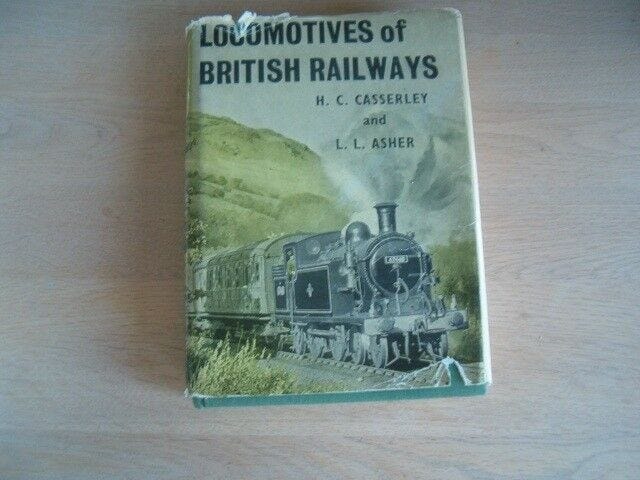 LOCOMOTIVES of
BRITISH RAILWAYS
H. C. CASSERLEY
and
L. L. ASHER